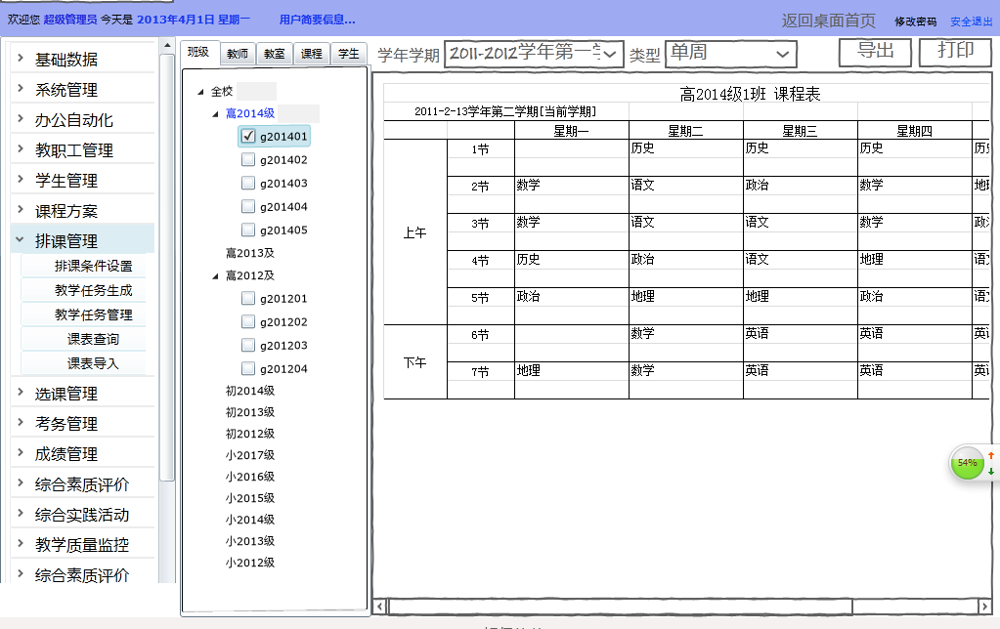 欢迎您 超级管理员 今天是 2013年4月1日 星期一 用户简要信息... 返回桌面首页 修改密码 安全退出
基础数据
系统管理
办公自动化
教职工管理
学生管理
课程方案
排课管理
排课条件设置
教学任务生成
教学任务管理
课表查询
课表导入
选课管理
考务管理
成绩管理
综合素质评价
综合实践活动
教学质量监控
综合素质评价
班级 教师 教室 课程 学生
全校
高2014级
g201401
g201402
g201403
g201404
g201405
高2013及
高2012及
g201201
g201202
g201203
g201204
初2014级
初2013级
初2012级
小2017级
小2016级
小2015级
小2014级
小2013级
小2012级
学年学期 2011-2012学年第一 类型 单周 导出 打印
高2014级1班 课程表
2011-2-13学年第二学期[当前学期]
星期一 星期二 星期三 星期四
上午
1节 历史 历史 历史 历
2节 数学 语文 政治 数学
3节 数学 语文 语文 数学
4节 历史 政治 语文 地理
5节 政治 地理 地理 政治
下午
6节 数学 英语 英语
7节 地理 数学 英语 英语
54%